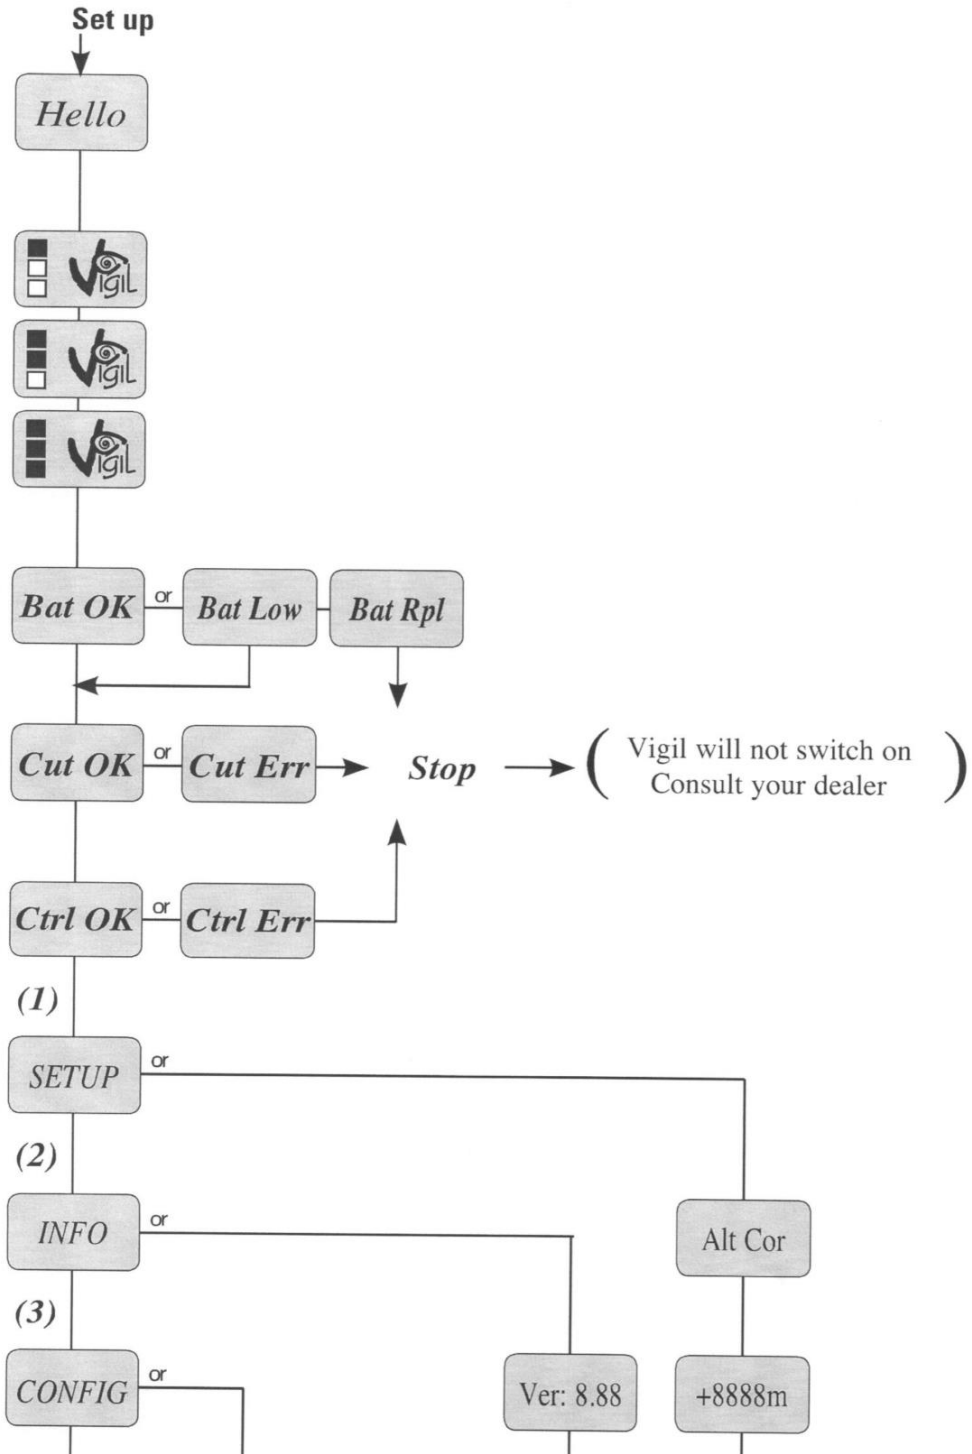 Set up
Hello
Vigil
Vigil
Vigil
Bat OK or Bat Low Bat Rpl
Cut OK or Cut Err Stop ( Vigil will not switch on
Consult your dealer )
Ctrl OK or Ctrl Err
(1)
SETUP or
(2)
INFO or Alt Cor
(3)
CONFIG or Ver: 8.88 +8888m